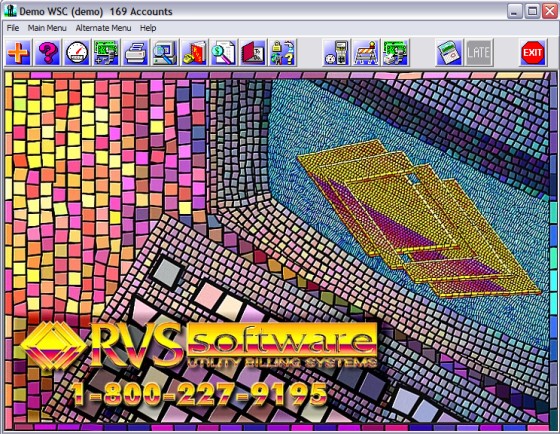 Demo WSC (demo)  169 Accounts
File Main Menu Alternate Menu Help
LATE EXIT
RVS software
UTILITY BILLING SYSTEMS
1-800-227-9195